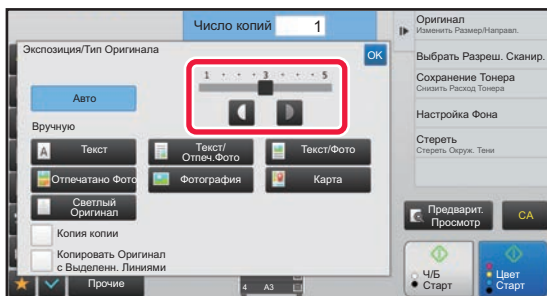 Число копий 1
Экспозиция/Тип Оригинала
OK
1 3 5
Авто
Вручную
A Текст
Текст/
Отпеч.Фото
Текст/Фото
Отпечатано Фото
Фотография
Карта
Светлый
Оригинал
Копия копии
Копировать Оригинал
с Выделенн. Линиями
Прочие
4 A3
Оригинал
Изменить Размер/Направл.
Выбрать Разреш. Сканир.
Сохранение Тонера
Снизить Расход Тонера
Настройка Фона
Стереть
Стереть Окруж. Тени
Предварит.
Просмотр
CA
Ч/Б
Старт
Цвет
Старт